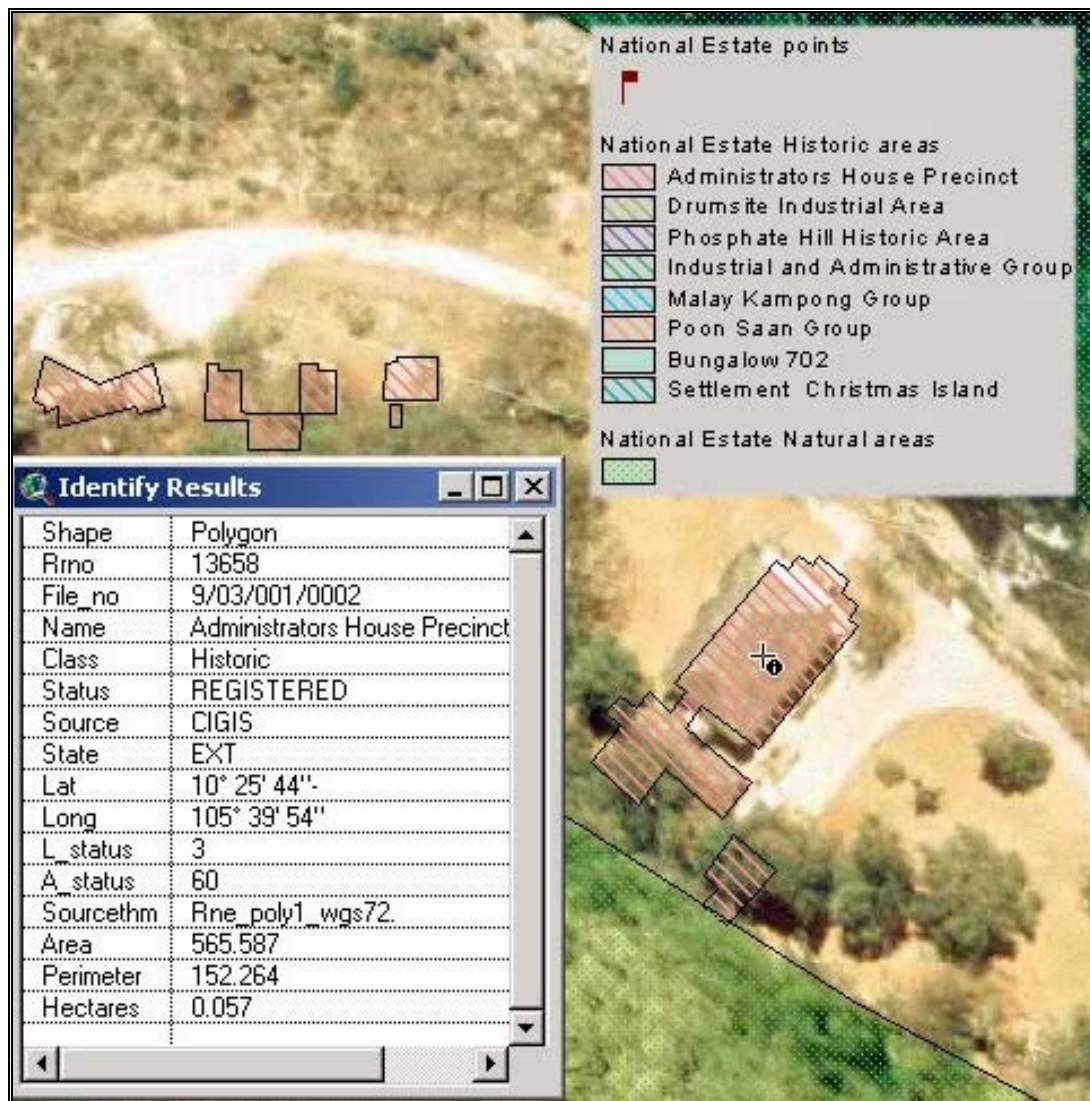 National Estate points
National Estate Historic areas
Administrators House Precinct
Drumsite Industrial Area
Phosphate Hill Historic Area
Industrial and Administrative Group
Malay Kampong Group
Poon Saan Group
Bungalow 702
Settlement Christmas Island
National Estate Natural areas
Identify Results
Shape Polygon
Rrno 13658
File_no 9/03/001/0002
Name Administrators House Precinct
Class Historic
Status REGISTERED
Source CIGIS
State EXT
Lat 10° 25' 44''-
Long 105° 39' 54''
L_status 3
A_status 60
Sourcethm Rne_poly1_wgs72.
Area 565.587
Perimeter 152.264
Hectares 0.057